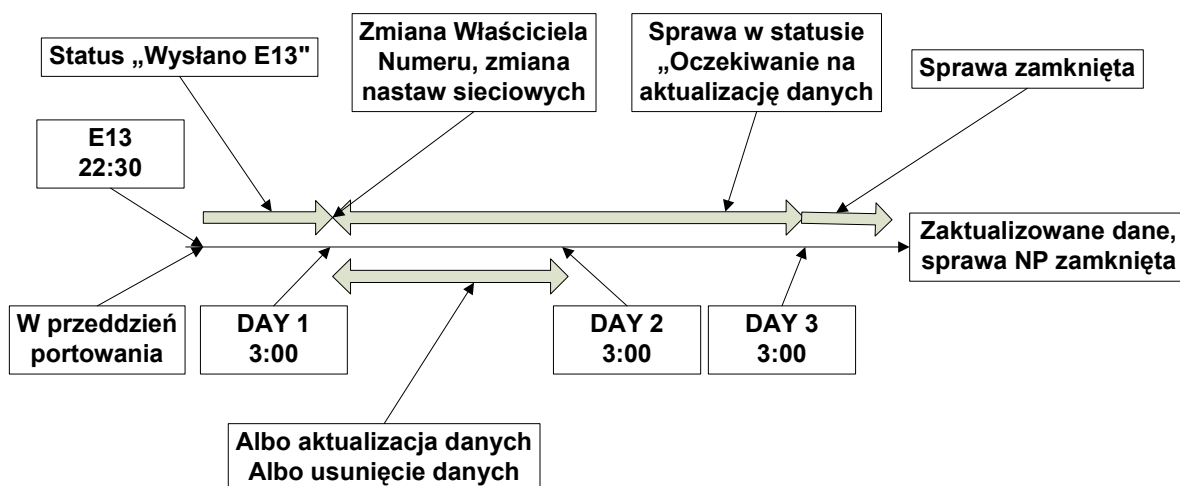 Status „Wysłano E13"
Zmiana Właściciela
Numeru, zmiana
nastaw sieciowych
Sprawa w statusie
„Oczekiwanie na
aktualizację danych
Sprawa zamknięta
E13
22:30
Zaktualizowane dane,
sprawa NP zamknięta
W przeddzień
portowania
DAY 1
3:00
DAY 2
3:00
DAY 3
3:00
Albo aktualizacja danych
Albo usunięcie danych